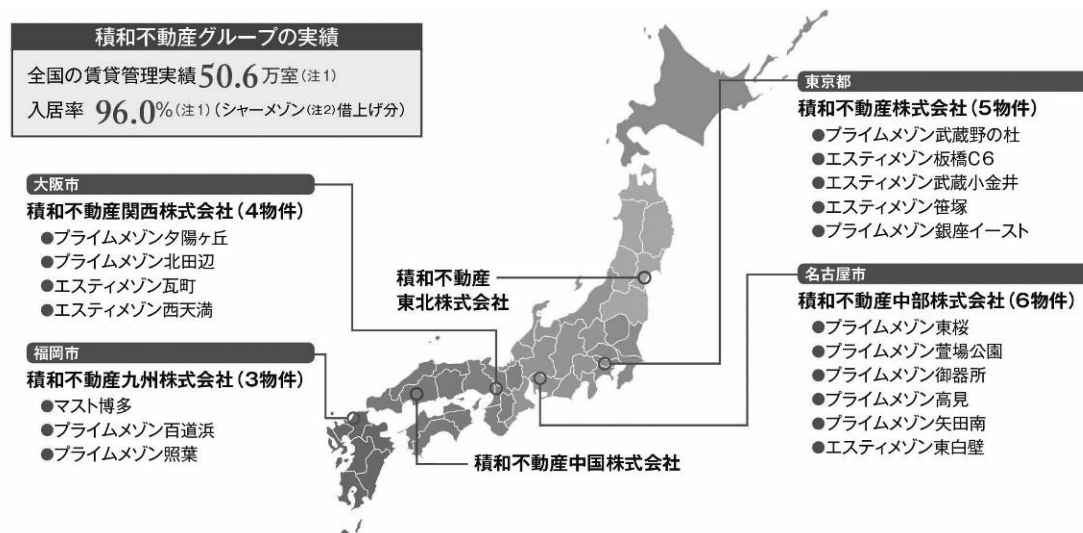 積和不動産グループの実績
全国の賃貸管理実績50.6万室(注1)
入居率 96.0%(注1)(シャーメゾン(注2)借上げ分)
大阪市
積和不動産関西株式会社(4物件)
●プライムメゾン夕陽ヶ丘
●プライムメゾン北田辺
●エスティメゾン瓦町
●エスティメゾン西天満
福岡市
積和不動産九州株式会社(3物件)
●マスト博多
●プライムメゾン百道浜
●プライムメゾン照葉
積和不動産
東北株式会社
積和不動産中国株式会社
東京都
積和不動産株式会社(5物件)
●プライムメゾン武蔵野の杜
●エスティメゾン板橋C6
●エスティメゾン武蔵小金井
●エスティメゾン笹塚
●プライムメゾン銀座イースト
名古屋市
積和不動産中部株式会社(6物件)
●プライムメゾン東桜
●プライムメゾン萱場公園
●プライムメゾン御器所
●プライムメゾン高見
●プライムメゾン矢田南
●エスティメゾン東白壁